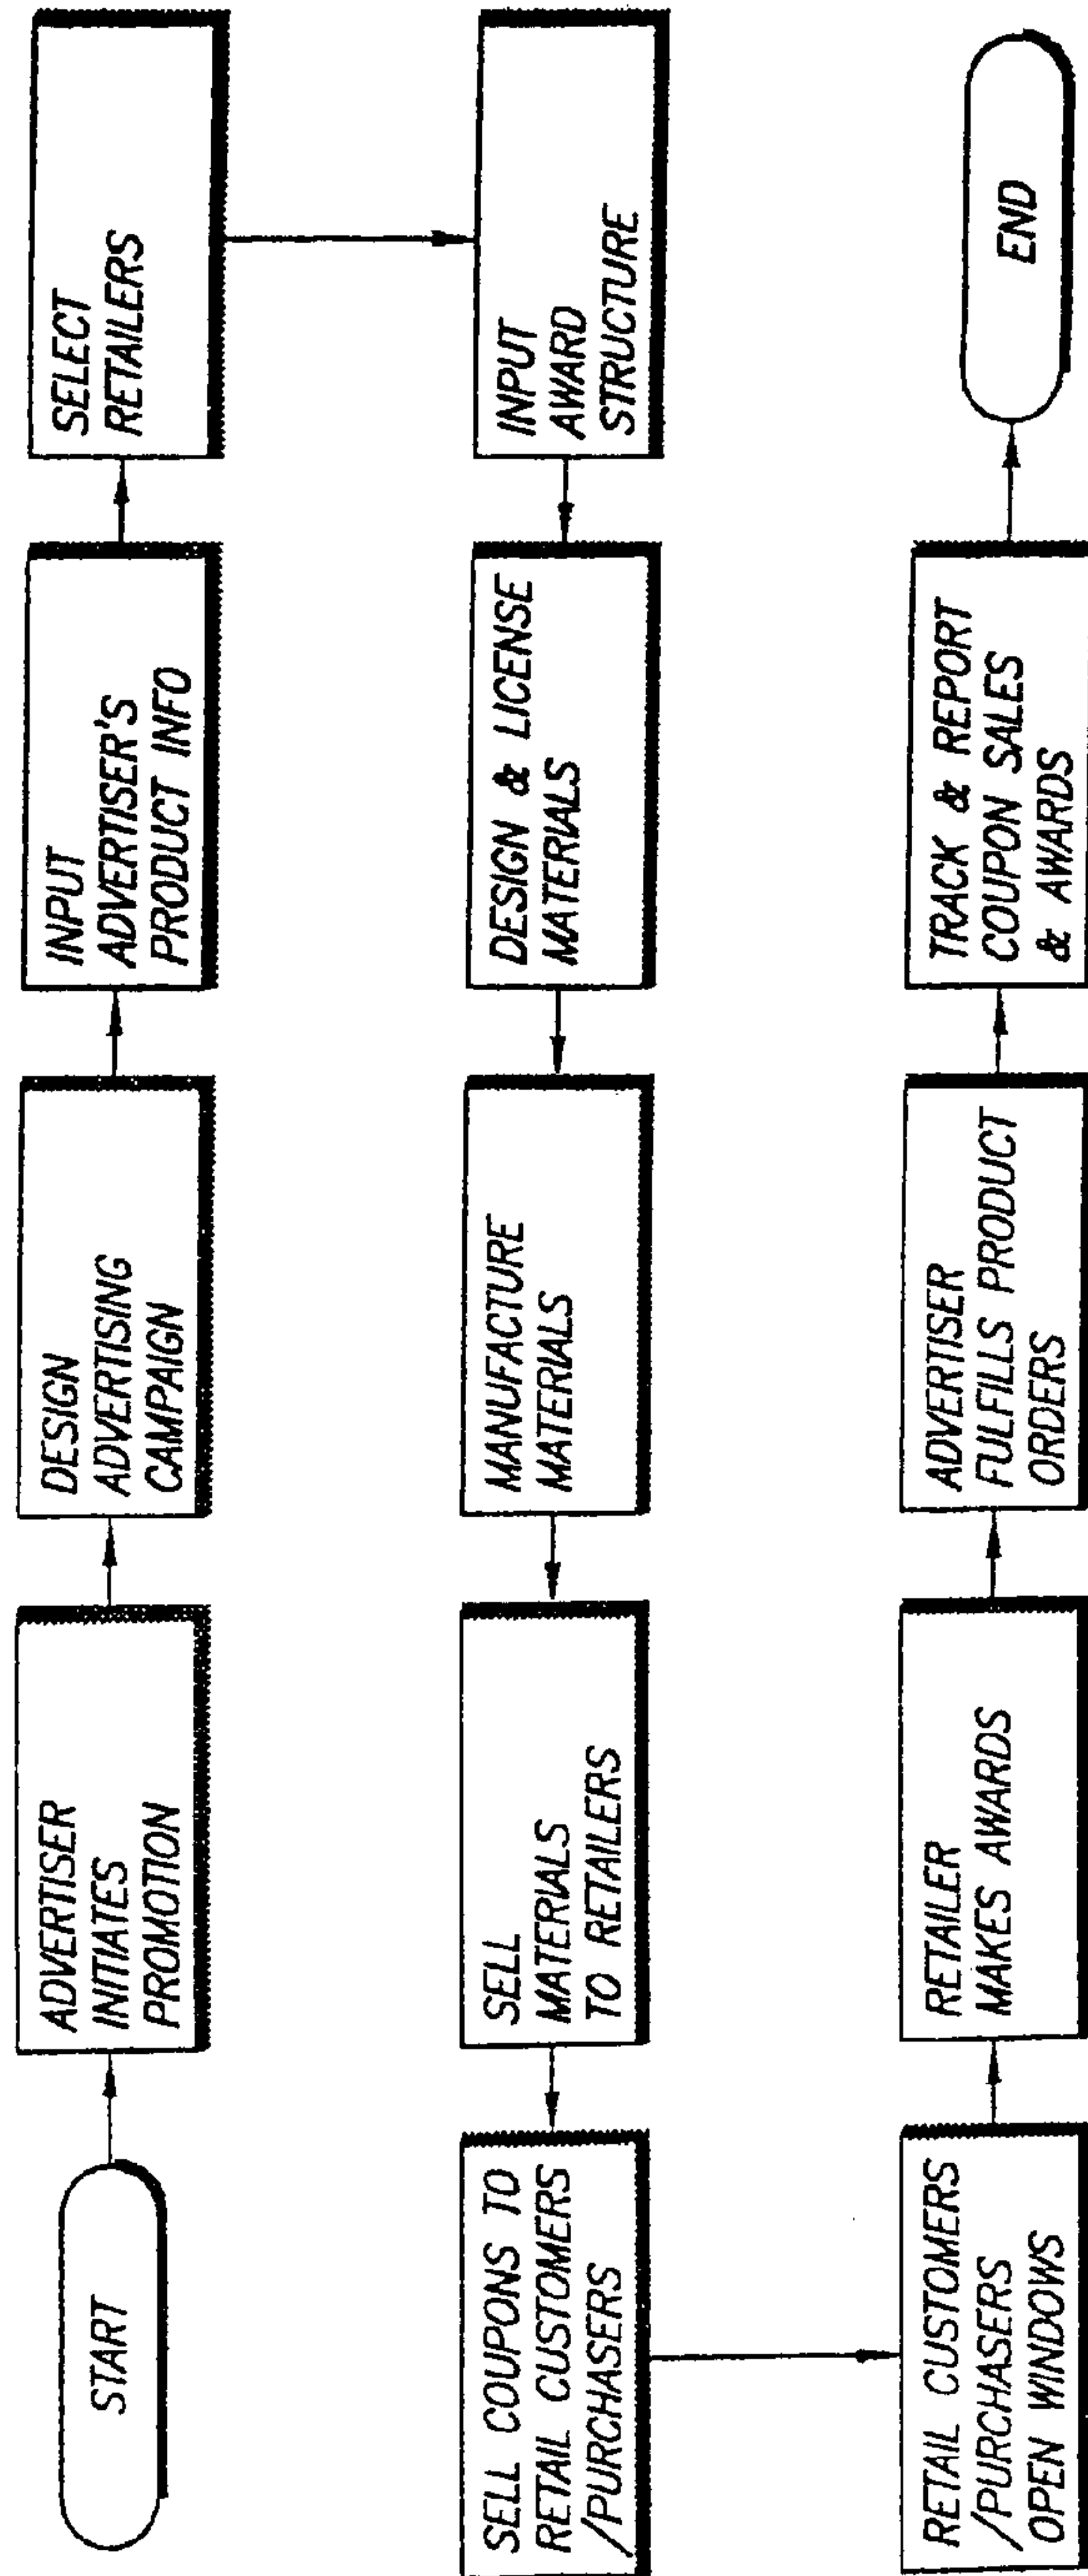 START
ADVERTISER
INITIATES
PROMOTION
DESIGN
ADVERTISING
CAMPAIGN
INPUT
ADVERTISER'S
PRODUCT INFO
SELECT
RETAILERS
INPUT
AWARD
STRUCTURE
DESIGN & LICENSE
MATERIALS
MANUFACTURE
MATERIALS
SELL
MATERIALS
TO RETAILERS
SELL COUPONS TO
RETAIL CUSTOMERS
/PURCHASERS
RETAIL CUSTOMERS
/PURCHASERS
OPEN WINDOWS
RETAILER
MAKES AWARDS
ADVERTISER
FULFILLS PRODUCT
ORDERS
TRACK & REPORT
COUPON SALES
& AWARDS
END